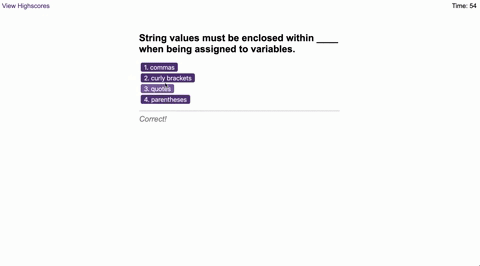 View Highscores
Time: 54
String values must be enclosed within ____
when being assigned to variables.
1. commas
2. curly brackets
3. quotes
4. parentheses
Correct!